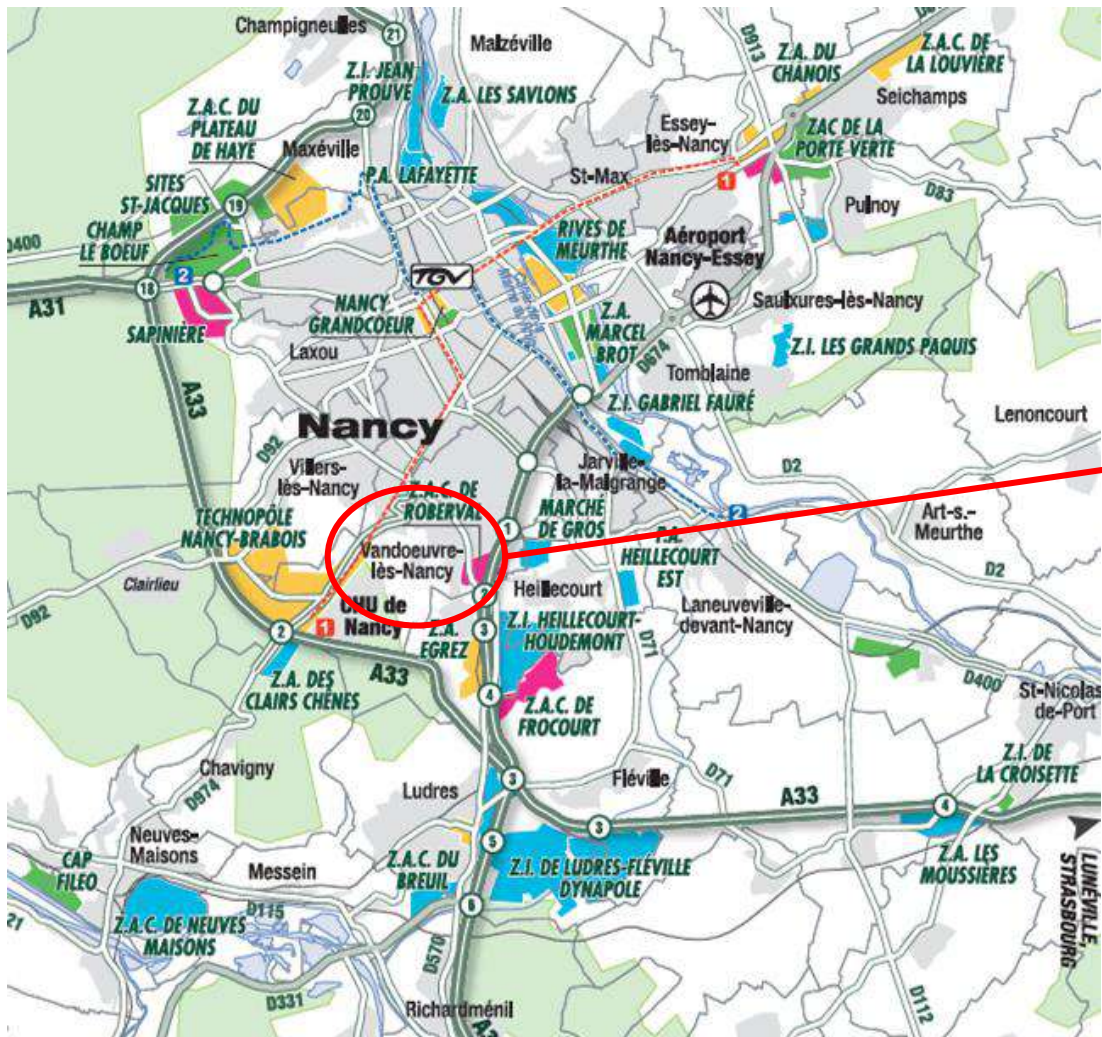 Champigneulles
21
Malzéville
D913
Z.A. DU
CHANOIS
Z.A.C. DE
LA LOUVIÈRE
Seichamps
Z.I. JEAN
PROUVE
Z.A. LES SAVLONS
Z.A.C. DU
PLATEAU
DE HAYE
20
Maxéville
Essey-
lès-Nancy
ZAC DE LA
PORTE VERTE
P.A. LAFAYETTE
St-Max
1
D83
Pulnoy
SITES
ST-JACQUES
19
CHAMP
LE BOEUF
D400
RIVES DE
MEURTHE
Aéroport
Nancy-Essey
TGV
2
18
A31
SAPINIÈRE
NANCY
GRANDCOEUR
Saulxures-lès-Nancy
Z.A.
MARCEL
BROT
D674
Z.I. LES GRANDS PAQUIS
Laxou
Tomblaine
A33
Z.I. GABRIEL FAURÉ
Lenoncourt
Nancy
D92
Villers-
lès-Nancy
Jarville-
la-Malgrange
D2
Z.A.C. DE
ROBERVAL
MARCHÉ
DE GROS
2
Art-s.-
Meurthe
TECHNOPÔLE
NANCY-BRABOIS
1
P.A.
HEILLECOURT
EST
Vandoeuvre-
lès-Nancy
D2
Clairlieu
2
Heillecourt
D92
CHU de
Nancy
Laneuveville-
devant-Nancy
2
1
Z.A.
EGREZ
3
Z.I. HEILLECOURT-
HOUDEMONT
D71
A33
Z.A. DES
CLAIRS CHÊNES
4
Z.A.C. DE
FROCOURT
D400
St-Nicolas
de-Port
Chavigny
3
Fléville
D71
Z.I. DE
LA CROISETTE
D974
Ludres
A33
4
3
Neuves-
Maisons
5
CAP
FILEO
Messein
Z.A.C. DU
BREUIL
Z.I. DE LUDRES-FLÉVILLE
DYNAPOLE
Z.A. LES
MOUSSIÈRES
LUNÉVILLE,
STRASBOURG
Z.A.C. DE NEUVES
MAISONS
D115
6
D570
D331
Richardménil
D112